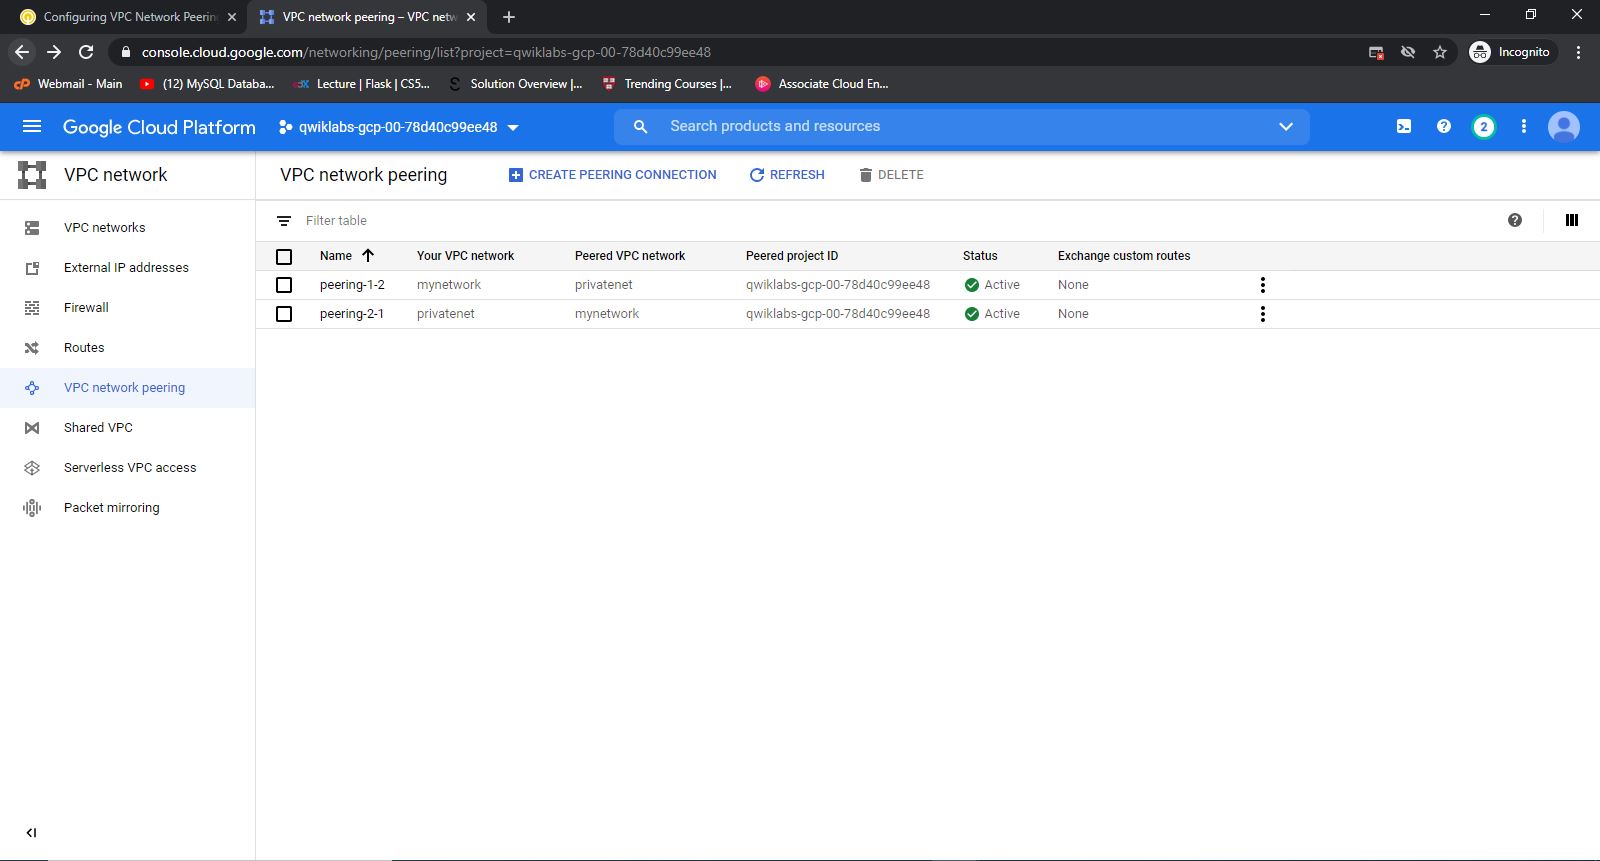 Configuring VPC Network Peerin
VPC network peering – VPC netw
console.cloud.google.com/networking/peering/list?project=qwiklabs-gcp-00-78d40c99ee48
Incognito
cP Webmail - Main
(12) MySQL Databa...
Lecture | Flask | CS5...
Solution Overview |...
Trending Courses |...
Associate Cloud En...
Google Cloud Platform
qwiklabs-gcp-00-78d40c99ee48
Search products and resources
2
VPC network
VPC network peering
CREATE PEERING CONNECTION
REFRESH
DELETE
VPC networks
External IP addresses
Firewall
Routes
VPC network peering
Shared VPC
Serverless VPC access
Packet mirroring
Filter table
Name Your VPC network Peered VPC network Peered project ID Status Exchange custom routes
peering-1-2 mynetwork privatenet qwiklabs-gcp-00-78d40c99ee48 Active None
peering-2-1 privatenet mynetwork qwiklabs-gcp-00-78d40c99ee48 Active None